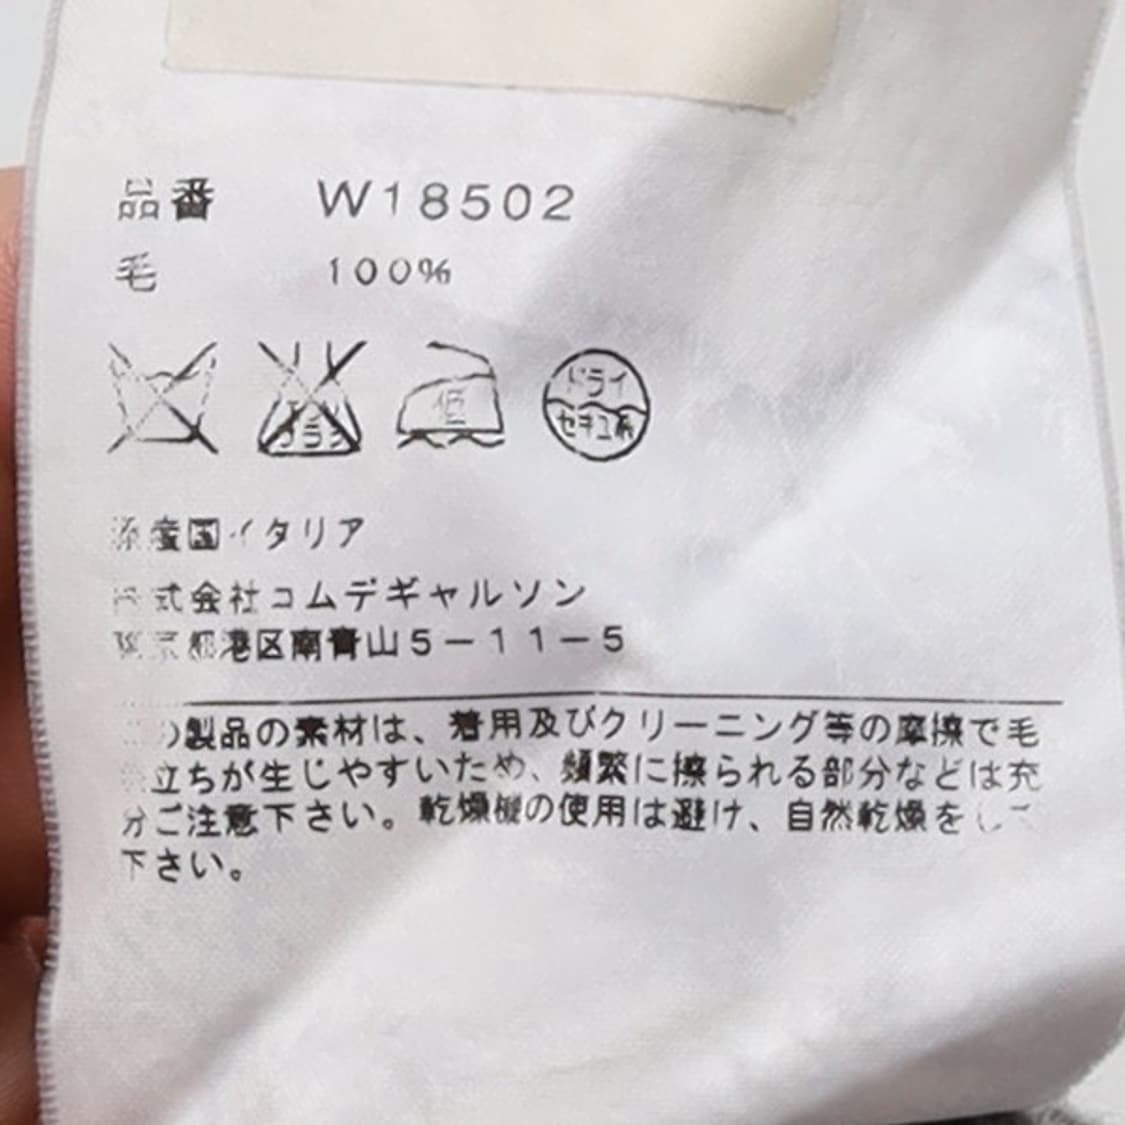 品番 W18502
毛 100%
低
ドライ
セキユ系
原産国イタリア
株式会社コムデギャルソン
東京都港区南青山5-11-5
この製品の素材は、着用及びクリーニング等の摩擦で毛
羽立ちが生じやすいため、頻繁に擦られる部分などは充
分ご注意下さい。乾燥機の使用は避け、自然乾燥をして
下さい。